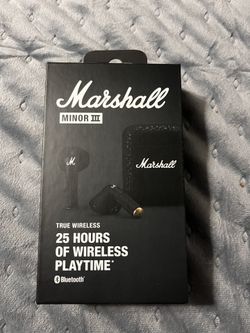 Marshall
MINOR III
M
Marshall
TRUE WIRELESS
25 HOURS
OF WIRELESS
PLAYTIME*
Bluetooth®